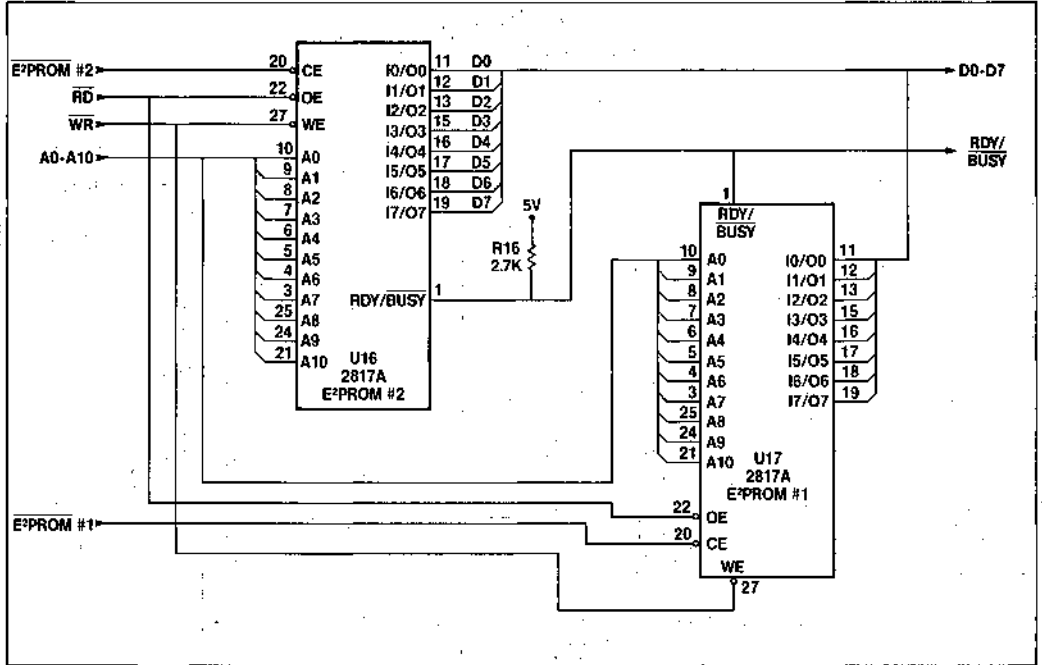 E²PROM #2
RD
WR
A0-A10
20 CE
22 OE
27 WE
10 A0
9 A1
8 A2
7 A3
6 A4
5 A5
4 A6
3 A7
25 A8
24 A9
21 A10
I0/O0 11 D0
I1/O1 12 D1
I2/O2 13 D2
I3/O3 15 D3
I4/O4 16 D4
I5/O5 17 D5
I6/O6 18 D6
I7/O7 19 D7
RDY/BUSY 1
U16
2817A
E²PROM #2
5V
R16
2.7K
D0-D7
RDY/
BUSY
1
RDY/
BUSY
10 A0
9 A1
8 A2
7 A3
6 A4
5 A5
4 A6
3 A7
25 A8
24 A9
21 A10
I0/O0 11
I1/O1 12
I2/O2 13
I3/O3 15
I4/O4 16
I5/O5 17
I6/O6 18
I7/O7 19
U17
2817A
E²PROM #1
E²PROM #1
22 OE
20 CE
WE
27